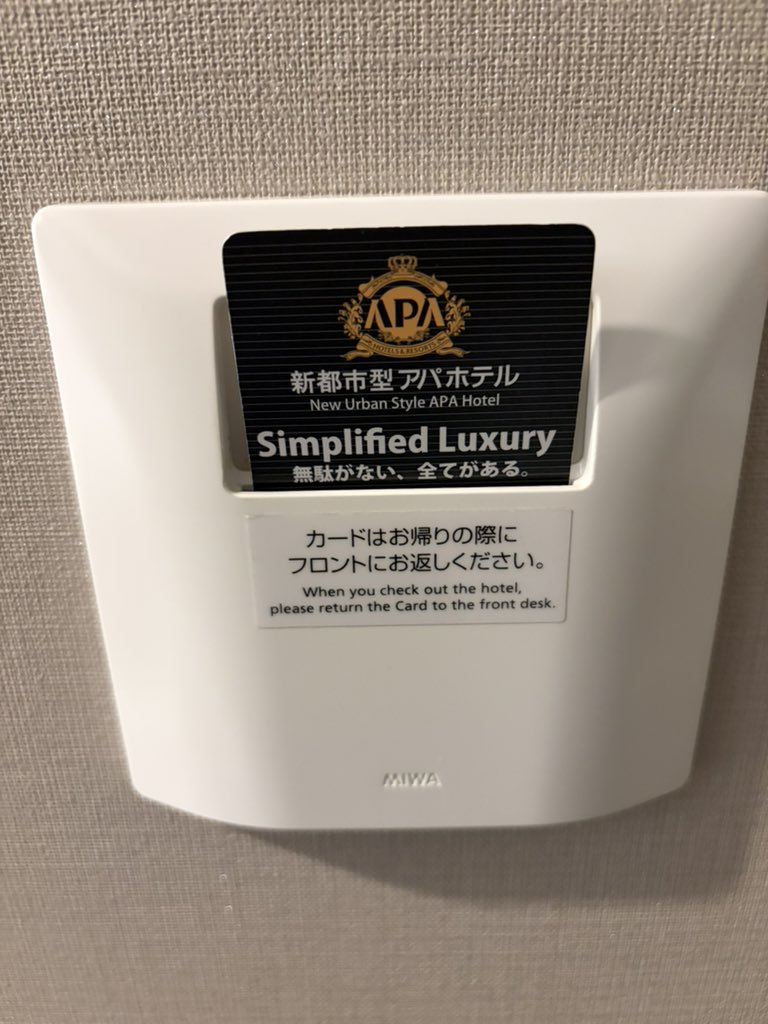 APA
HOTELS & RESORTS
新都市型アパホテル
New Urban Style APA Hotel
Simplified Luxury
無駄がない、全てがある。
カードはお帰りの際に
フロントにお返しください。
When you check out the hotel,
please return the Card to the front desk.
MIWA